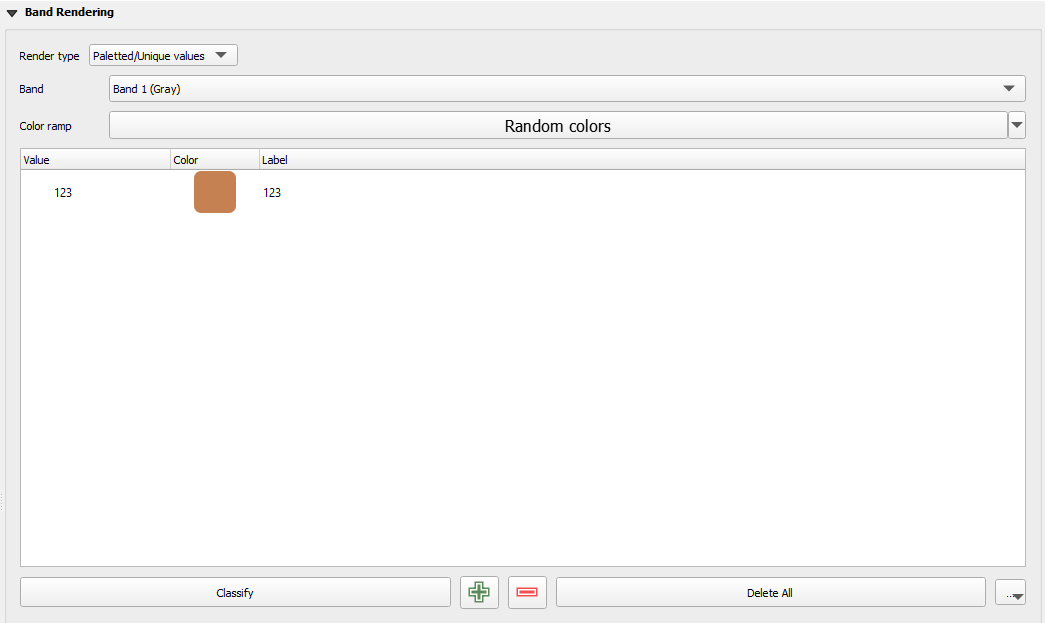 Band Rendering
Render type Paletted/Unique values
Band Band 1 (Gray)
Color ramp Random colors
Value Color Label
123 123
Classify Delete All ...